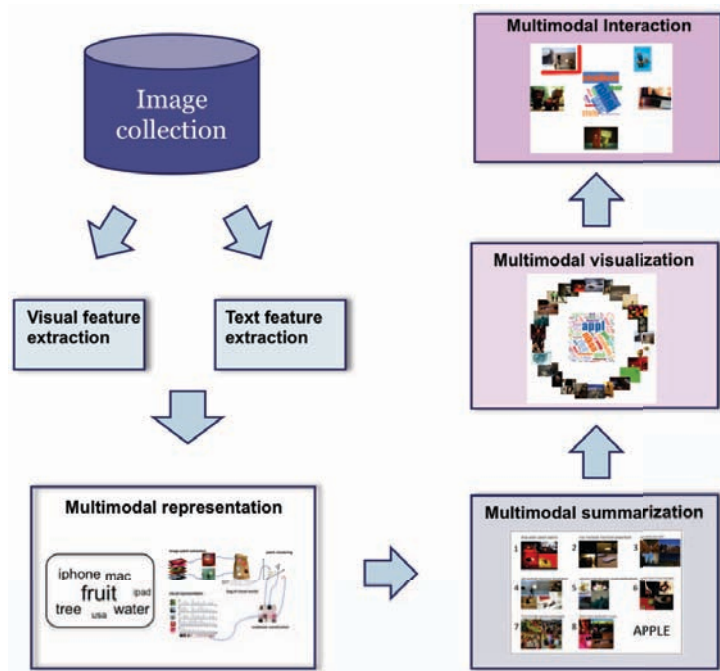 Image
collection
Visual feature
extraction
Text feature
extraction
Multimodal representation
iphone mac
fruit ipad
tree usa water
Multimodal summarization
1 2 3
4 5 6
7 8 APPLE
Multimodal visualization
appl
Multimodal Interaction